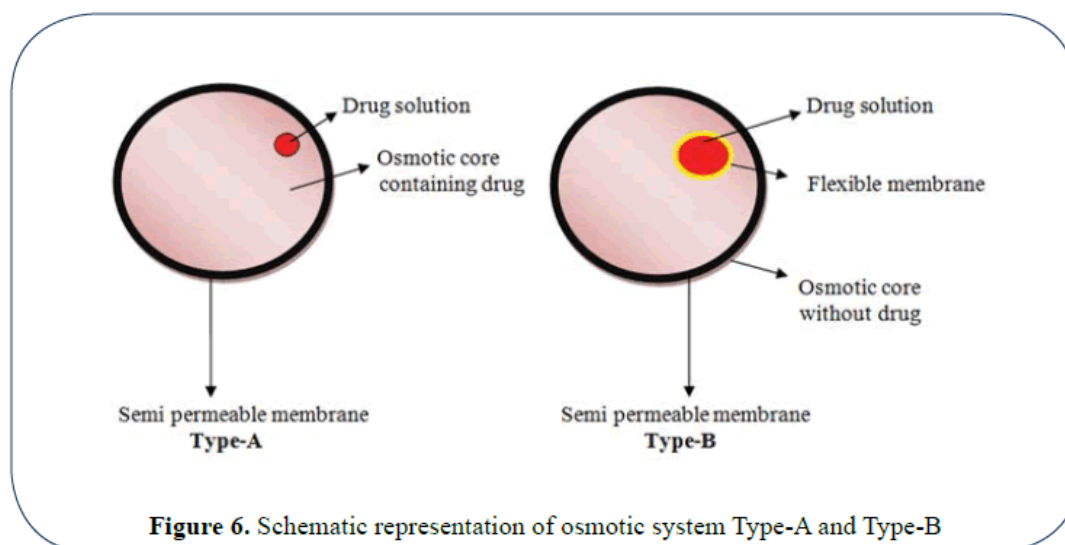 Drug solution
Osmotic core
containing drug
Semi permeable membrane
Type-A
Drug solution
Flexible membrane
Osmotic core
without drug
Semi permeable membrane
Type-B
Figure 6. Schematic representation of osmotic system Type-A and Type-B